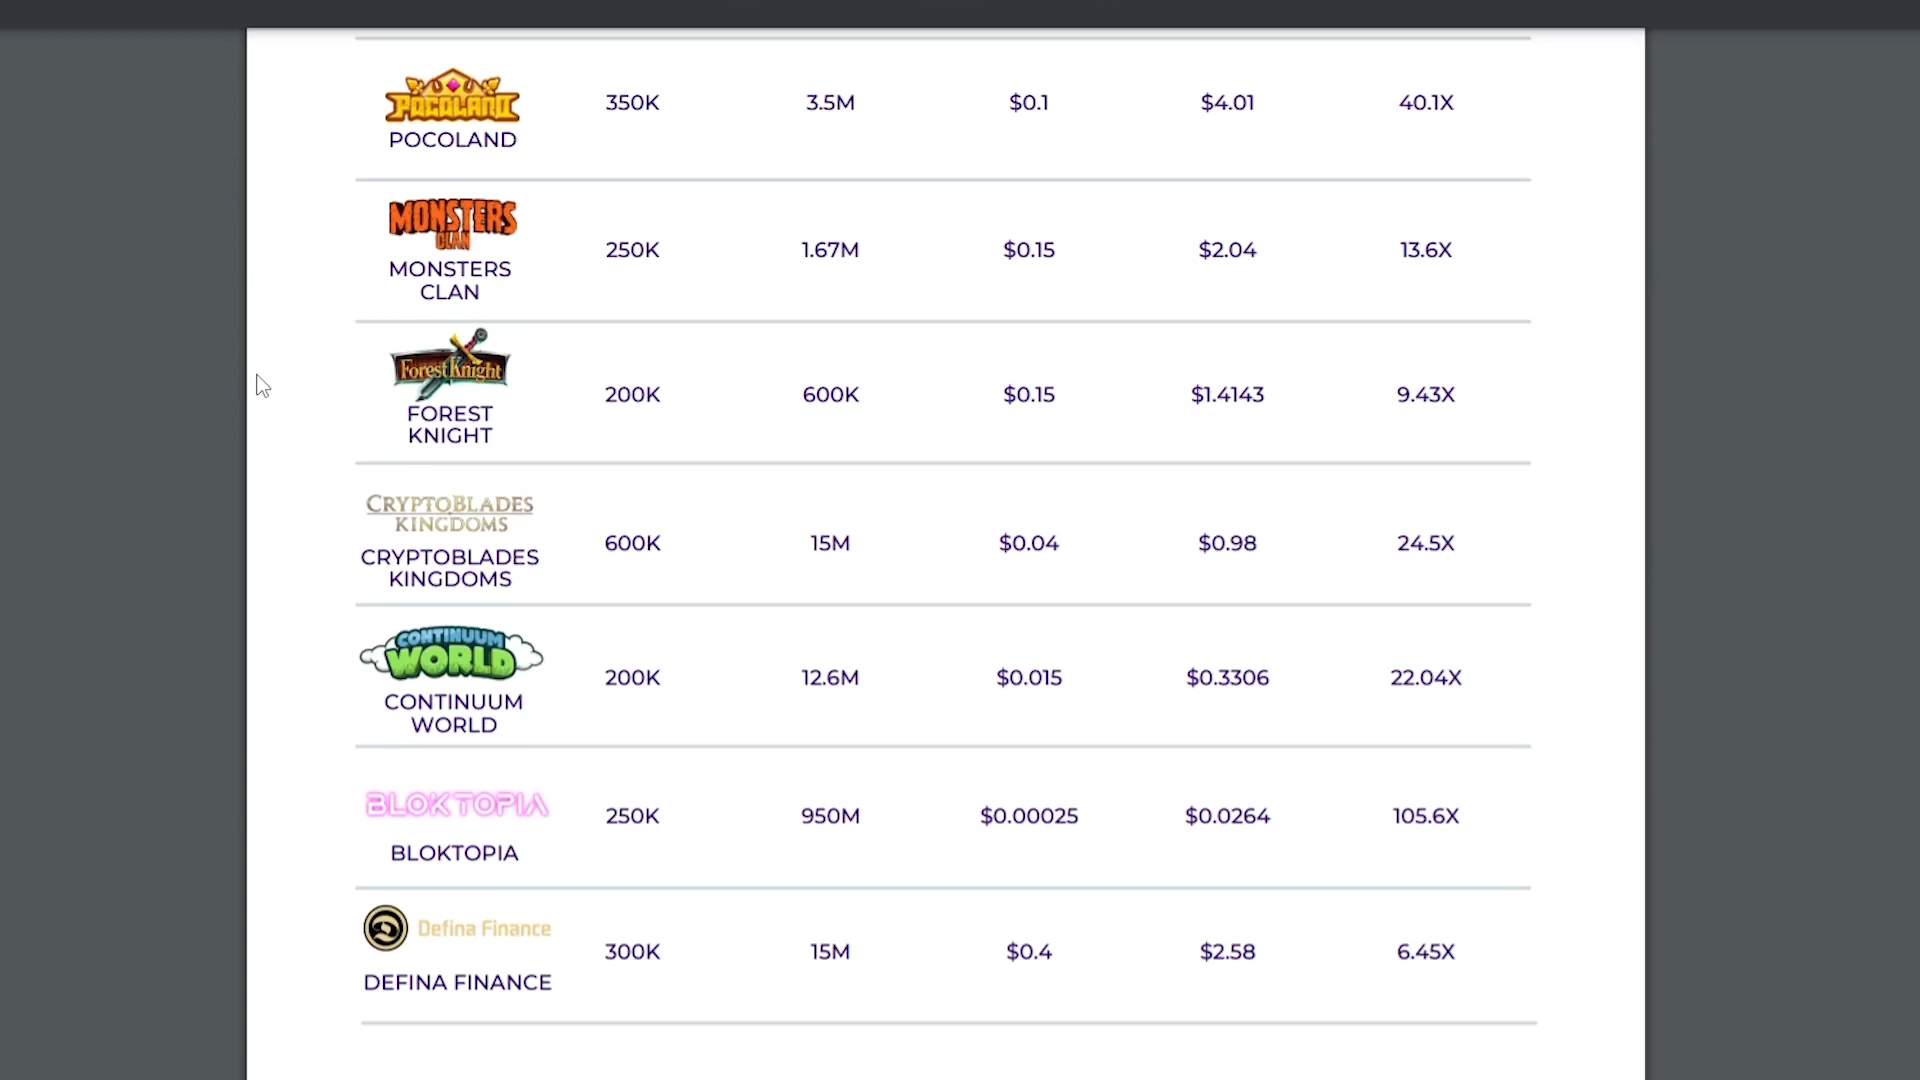 POCOLAND
POCOLAND
350K 3.5M $0.1 $4.01 40.1X
MONSTERS
CLAN
MONSTERS
CLAN
250K 1.67M $0.15 $2.04 13.6X
Forest Knight
FOREST
KNIGHT
200K 600K $0.15 $1.4143 9.43X
CRYPTOBLADES
KINGDOMS
CRYPTOBLADES
KINGDOMS
600K 15M $0.04 $0.98 24.5X
CONTINUUM
WORLD
CONTINUUM
WORLD
200K 12.6M $0.015 $0.3306 22.04X
BLOKTOPIA
BLOKTOPIA
250K 950M $0.00025 $0.0264 105.6X
Defina Finance
DEFINA FINANCE
300K 15M $0.4 $2.58 6.45X